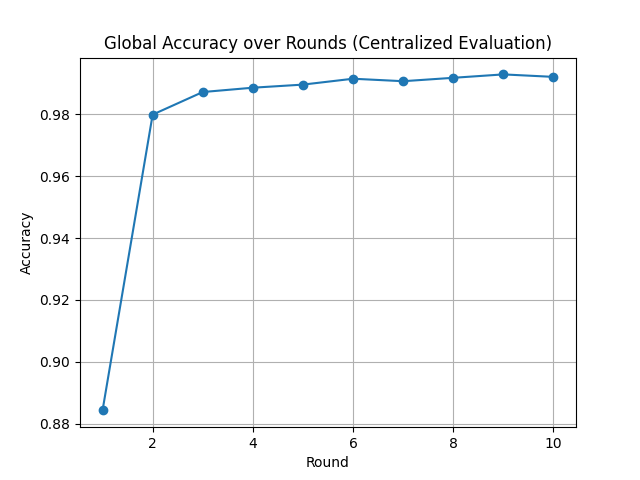 Global Accuracy over Rounds (Centralized Evaluation)
Accuracy
0.98
0.96
0.94
0.92
0.90
0.88
2 4 6 8 10
Round